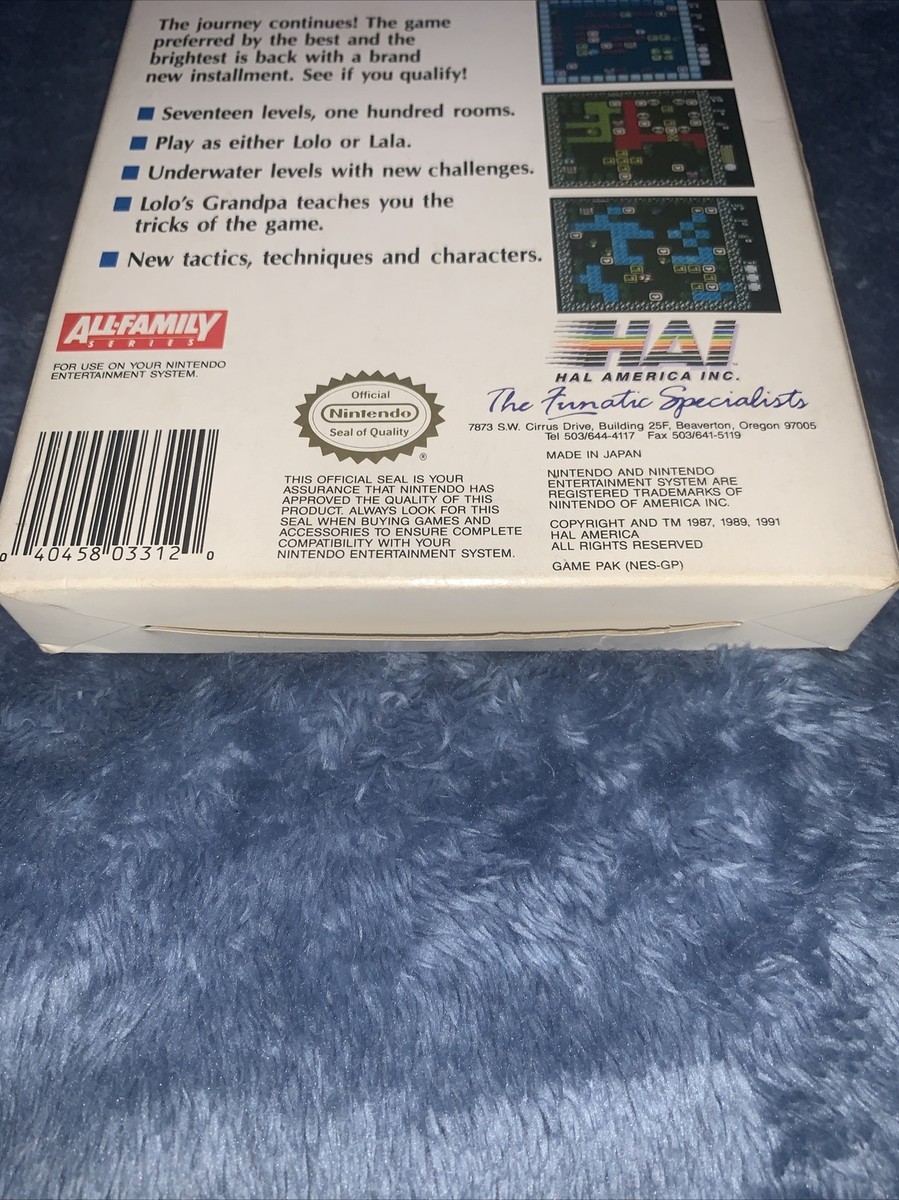 The journey continues! The game
preferred by the best and the
brightest is back with a brand
new installment. See if you qualify!
Seventeen levels, one hundred rooms.
Play as either Lolo or Lala.
Underwater levels with new challenges.
Lolo's Grandpa teaches you the
tricks of the game.
New tactics, techniques and characters.
ALL-FAMILY
SERIES
FOR USE ON YOUR NINTENDO
ENTERTAINMENT SYSTEM.
0 40458 03312 0
Official
Nintendo
Seal of Quality
®
THIS OFFICIAL SEAL IS YOUR
ASSURANCE THAT NINTENDO HAS
APPROVED THE QUALITY OF THIS
PRODUCT. ALWAYS LOOK FOR THIS
SEAL WHEN BUYING GAMES AND
ACCESSORIES TO ENSURE COMPLETE
COMPATIBILITY WITH YOUR
NINTENDO ENTERTAINMENT SYSTEM.
HAL
HAL AMERICA INC.
The Funatic Specialists
7873 S.W. Cirrus Drive, Building 25F, Beaverton, Oregon 97005
Tel 503/644-4117 Fax 503/641-5119
MADE IN JAPAN
NINTENDO AND NINTENDO
ENTERTAINMENT SYSTEM ARE
REGISTERED TRADEMARKS OF
NINTENDO OF AMERICA INC.
COPYRIGHT AND TM 1987, 1989, 1991
HAL AMERICA
ALL RIGHTS RESERVED
GAME PAK (NES-GP)